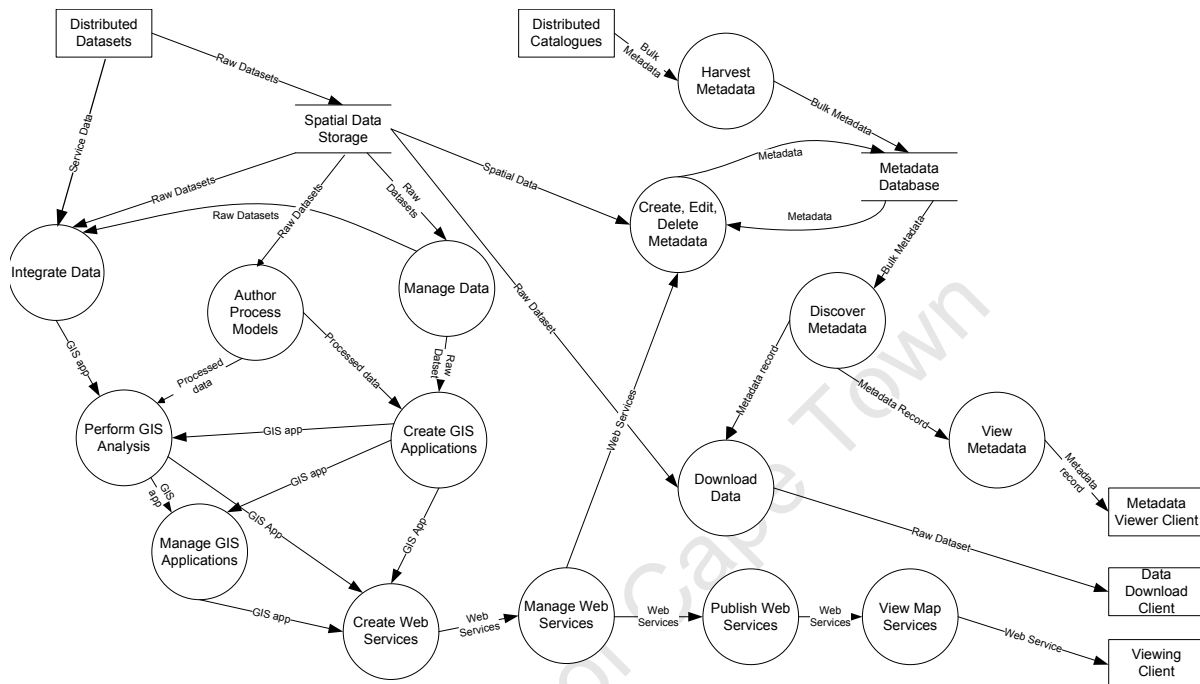 Distributed
Datasets
Distributed
Catalogues
Bulk
Metadata
Harvest
Metadata
Raw Datasets
Spatial Data
Storage
Service Data
Bulk Metadata
Metadata
Metadata
Database
Spatial Data
Raw Datasets
Raw Datasets
Raw Datasets
Raw
Datasets
Create, Edit,
Delete
Metadata
Metadata
Bulk Metadata
Integrate Data
Author
Process
Models
Manage Data
Raw Dataset
Discover
Metadata
GIS app
Processed
data
Processed data
Raw
Datset
Web Services
Metadata record
Metadata Record
Perform GIS
Analysis
GIS app
Create GIS
Applications
View
Metadata
Metadata
record
GIS
app
GIS app
Download
Data
Metadata
Viewer Client
GIS App
GIS App
Manage GIS
Applications
Raw Dataset
Data
Download
Client
GIS app
Create Web
Services
Web
Services
Manage Web
Services
Web
Services
Publish Web
Services
Web
Services
View Map
Services
Web Service
Viewing
Client
Cape Town